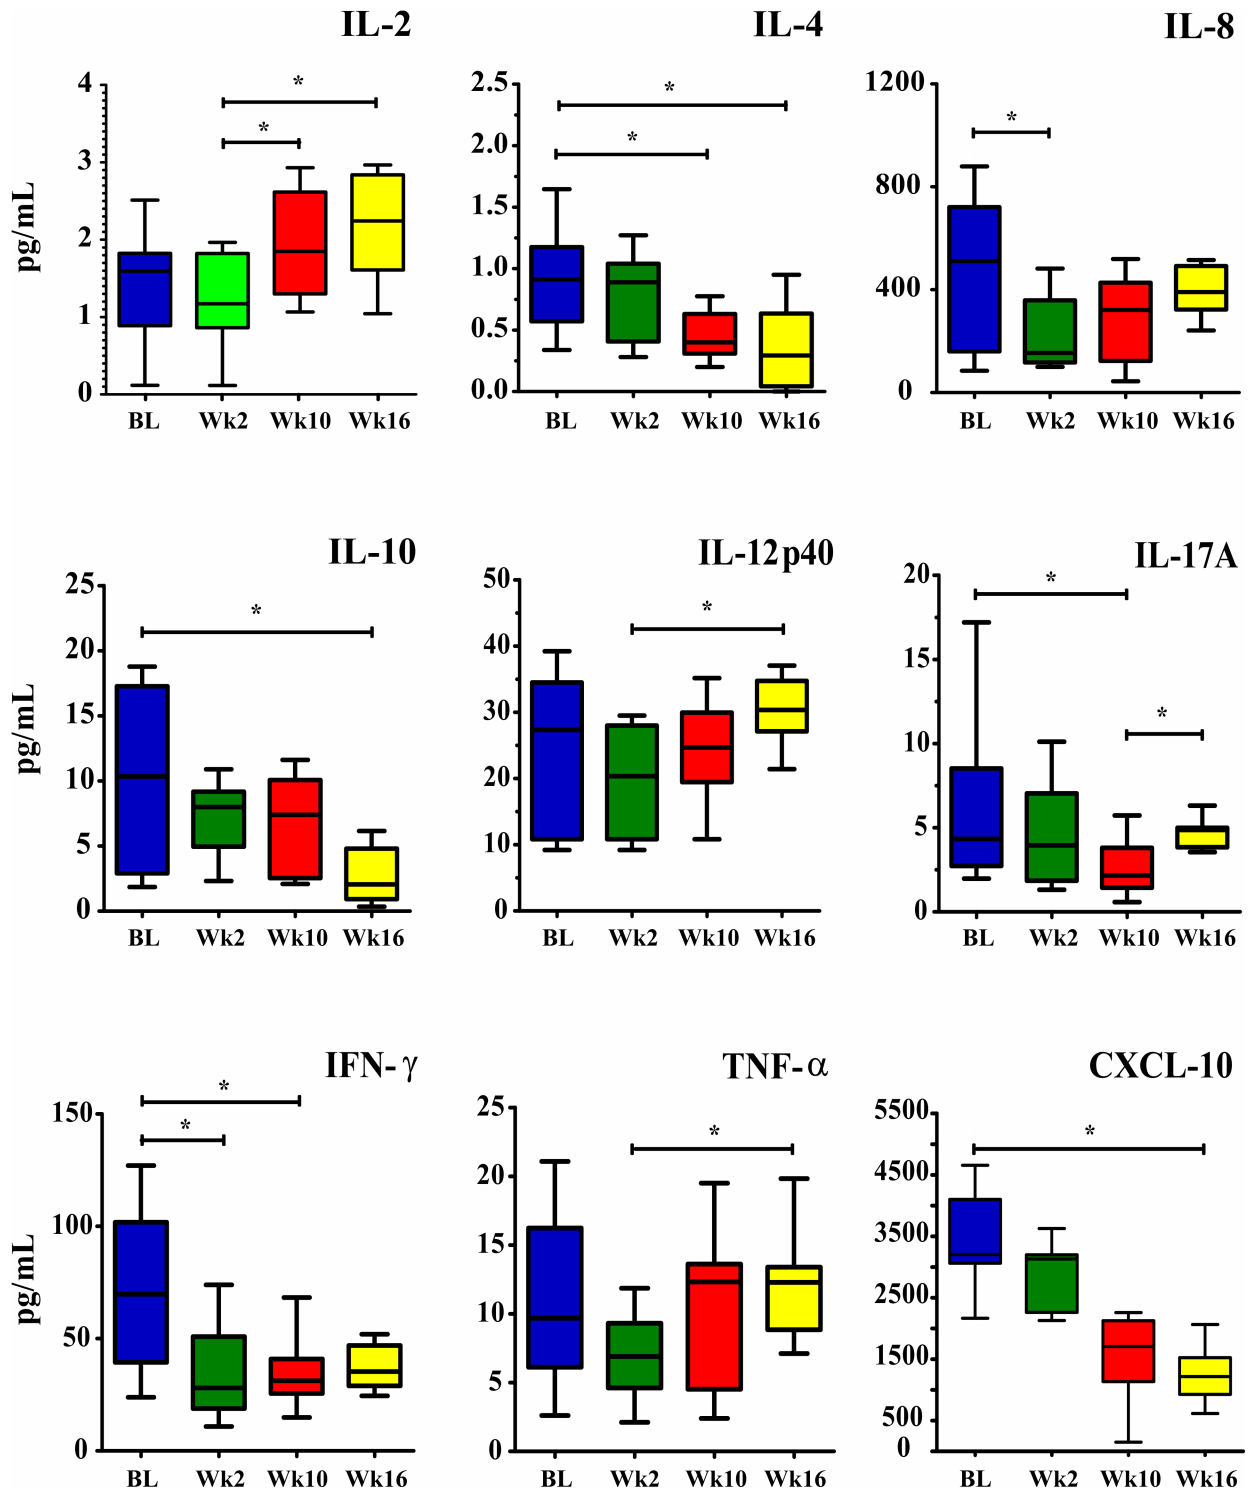 IL-2
IL-4
IL-8
4
3
2
1
0
pg/mL
*
*
BL Wk2 Wk10 Wk16
2.5
2.0
1.5
1.0
0.5
0.0
*
*
BL Wk2 Wk10 Wk16
1200
800
400
0
*
BL Wk2 Wk10 Wk16
IL-10
IL-12p40
IL-17A
25
20
15
10
5
0
pg/mL
*
BL Wk2 Wk10 Wk16
50
40
30
20
10
0
*
BL Wk2 Wk10 Wk16
20
15
10
5
0
*
*
BL Wk2 Wk10 Wk16
IFN-γ
TNF-α
CXCL-10
150
100
50
0
pg/mL
*
*
BL Wk2 Wk10 Wk16
25
20
15
10
5
0
*
BL Wk2 Wk10 Wk16
5500
4500
3500
2500
1500
500
0
*
BL Wk2 Wk10 Wk16